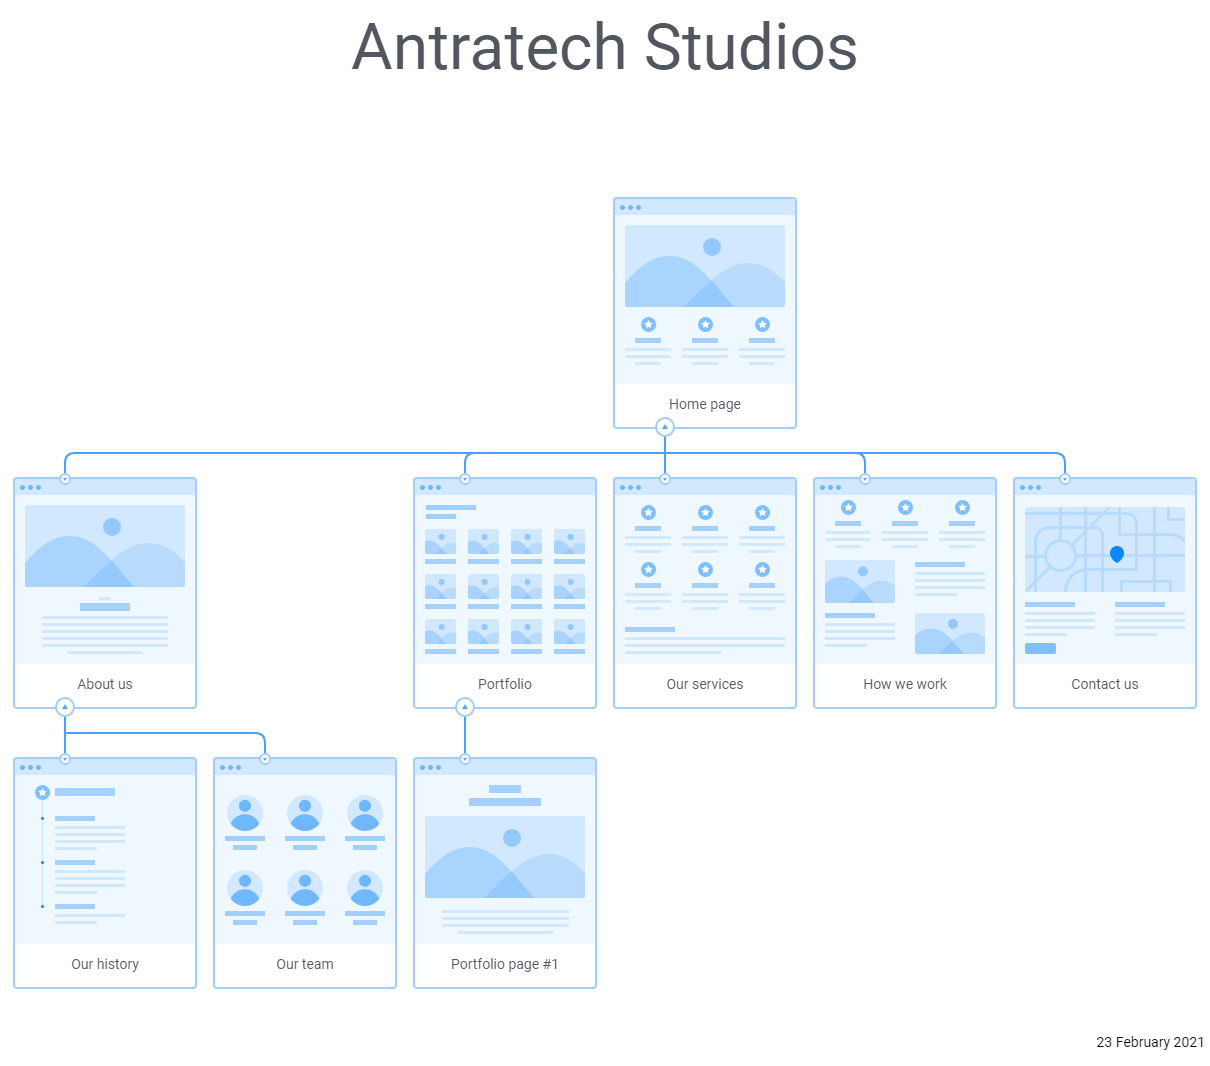 Antratech Studios
Home page
About us
Portfolio
Our services
How we work
Contact us
Our history
Our team
Portfolio page #1
23 February 2021